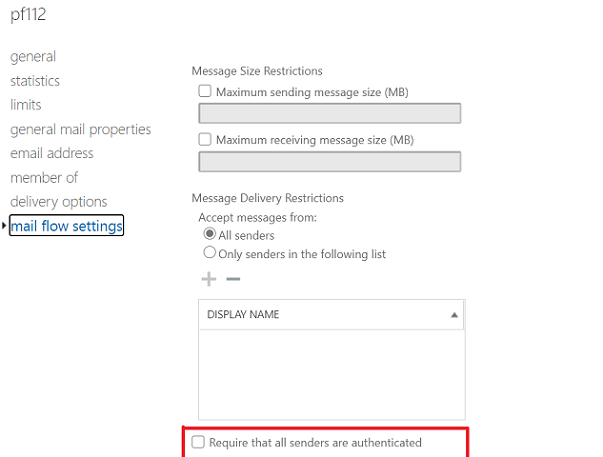 pf112
general
statistics
limits
general mail properties
email address
member of
delivery options
mail flow settings
Message Size Restrictions
Maximum sending message size (MB)
Maximum receiving message size (MB)
Message Delivery Restrictions
Accept messages from:
All senders
Only senders in the following list
DISPLAY NAME
Require that all senders are authenticated